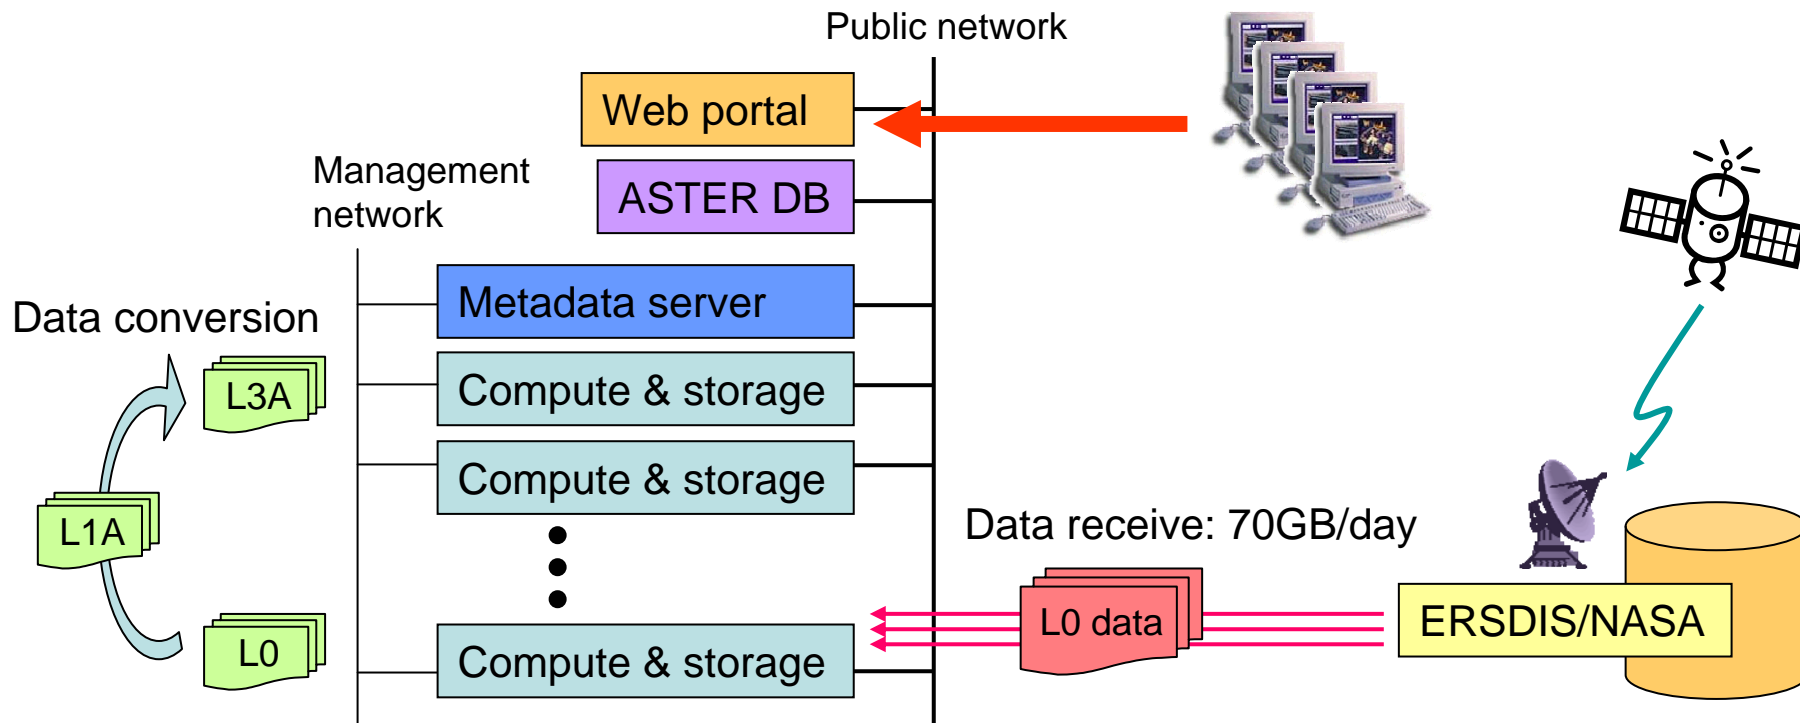 Public network
Web portal
ASTER DB
Management
network
Metadata server
Data conversion
Compute & storage
L3A
Compute & storage
L1A
Data receive: 70GB/day
L0 data
ERSDIS/NASA
Compute & storage
L0